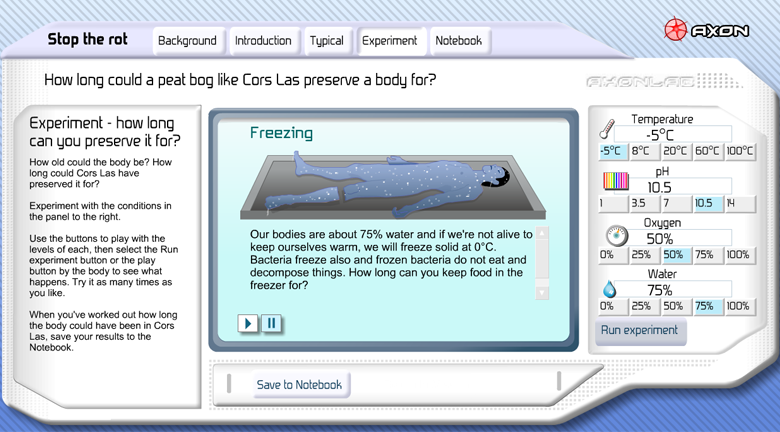 Stop the rot
Background
Introduction
Typical
Experiment
Notebook
AXON
How long could a peat bog like Cors Las preserve a body for?
AXONLAB
Experiment - how long
can you preserve it for?
How old could the body be? How
long could Cors Las have
preserved it for?
Experiment with the conditions in
the panel to the right.
Use the buttons to play with the
levels of each, then select the Run
experiment button or the play
button by the body to see what
happens. Try it as many times as
you like.
When you've worked out how long
the body could have been in Cors
Las, save your results to the
Notebook.
Freezing
Our bodies are about 75% water and if we're not alive to
keep ourselves warm, we will freeze solid at 0°C.
Bacteria freeze also and frozen bacteria do not eat and
decompose things. How long can you keep food in the
freezer for?
Save to Notebook
Temperature
-5°C
-5°C 8°C 20°C 60°C 100°C
pH
10.5
1 3.5 7 10.5 14
Oxygen
50%
0% 25% 50% 75% 100%
Water
75%
0% 25% 50% 75% 100%
Run experiment